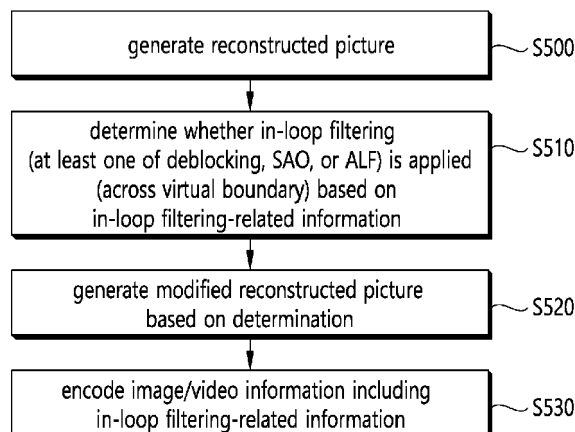 generate reconstructed picture
S500
determine whether in-loop filtering
(at least one of deblocking, SAO, or ALF) is applied
(across virtual boundary) based on
in-loop filtering-related information
S510
generate modified reconstructed picture
based on determination
S520
encode image/video information including
in-loop filtering-related information
S530